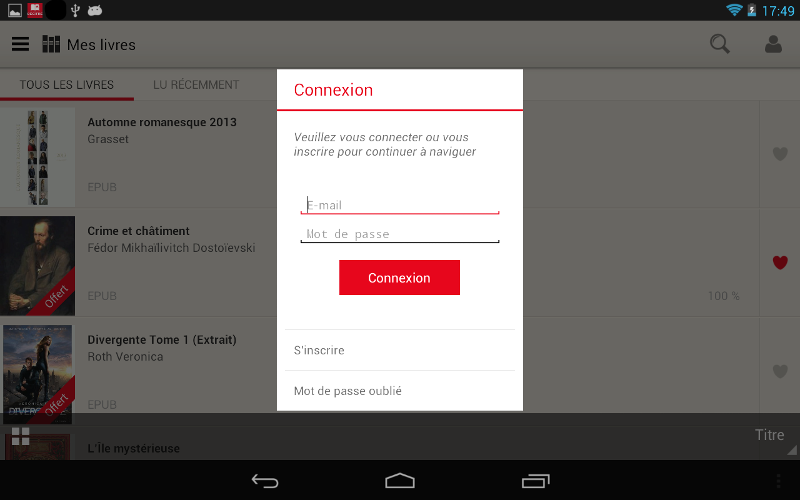 17:49
Mes livres
TOUS LES LIVRES
LU RÉCEMMENT
Automne romanesque 2013
Grasset
EPUB
Crime et châtiment
Fédor Mikhaïlivitch Dostoïevski
EPUB
100 %
Offert
Divergente Tome 1 (Extrait)
Roth Veronica
EPUB
Offert
L'Île mystérieuse
Titre
Connexion
Veuillez vous connecter ou vous
inscrire pour continuer à naviguer
E-mail
Mot de passe
Connexion
S'inscrire
Mot de passe oublié